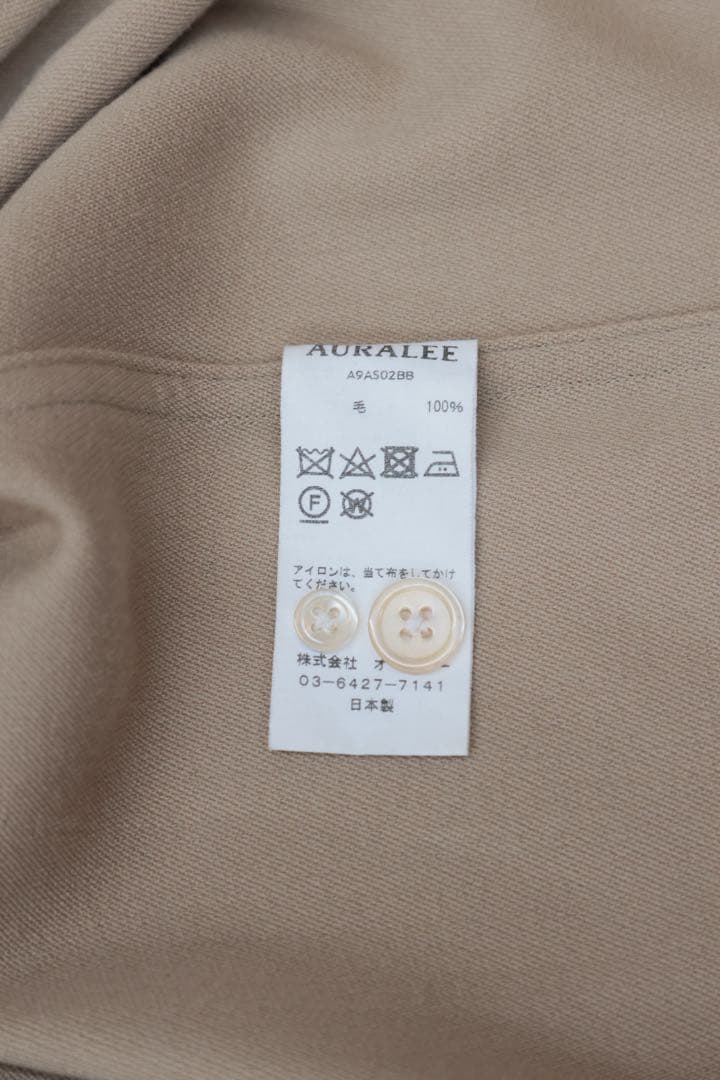 AURALEE
A9AS02BB
毛 100%
F W
アイロンは、当て布をしてかけ
てください。
株式会社 オ
03-6427-7141
日本製